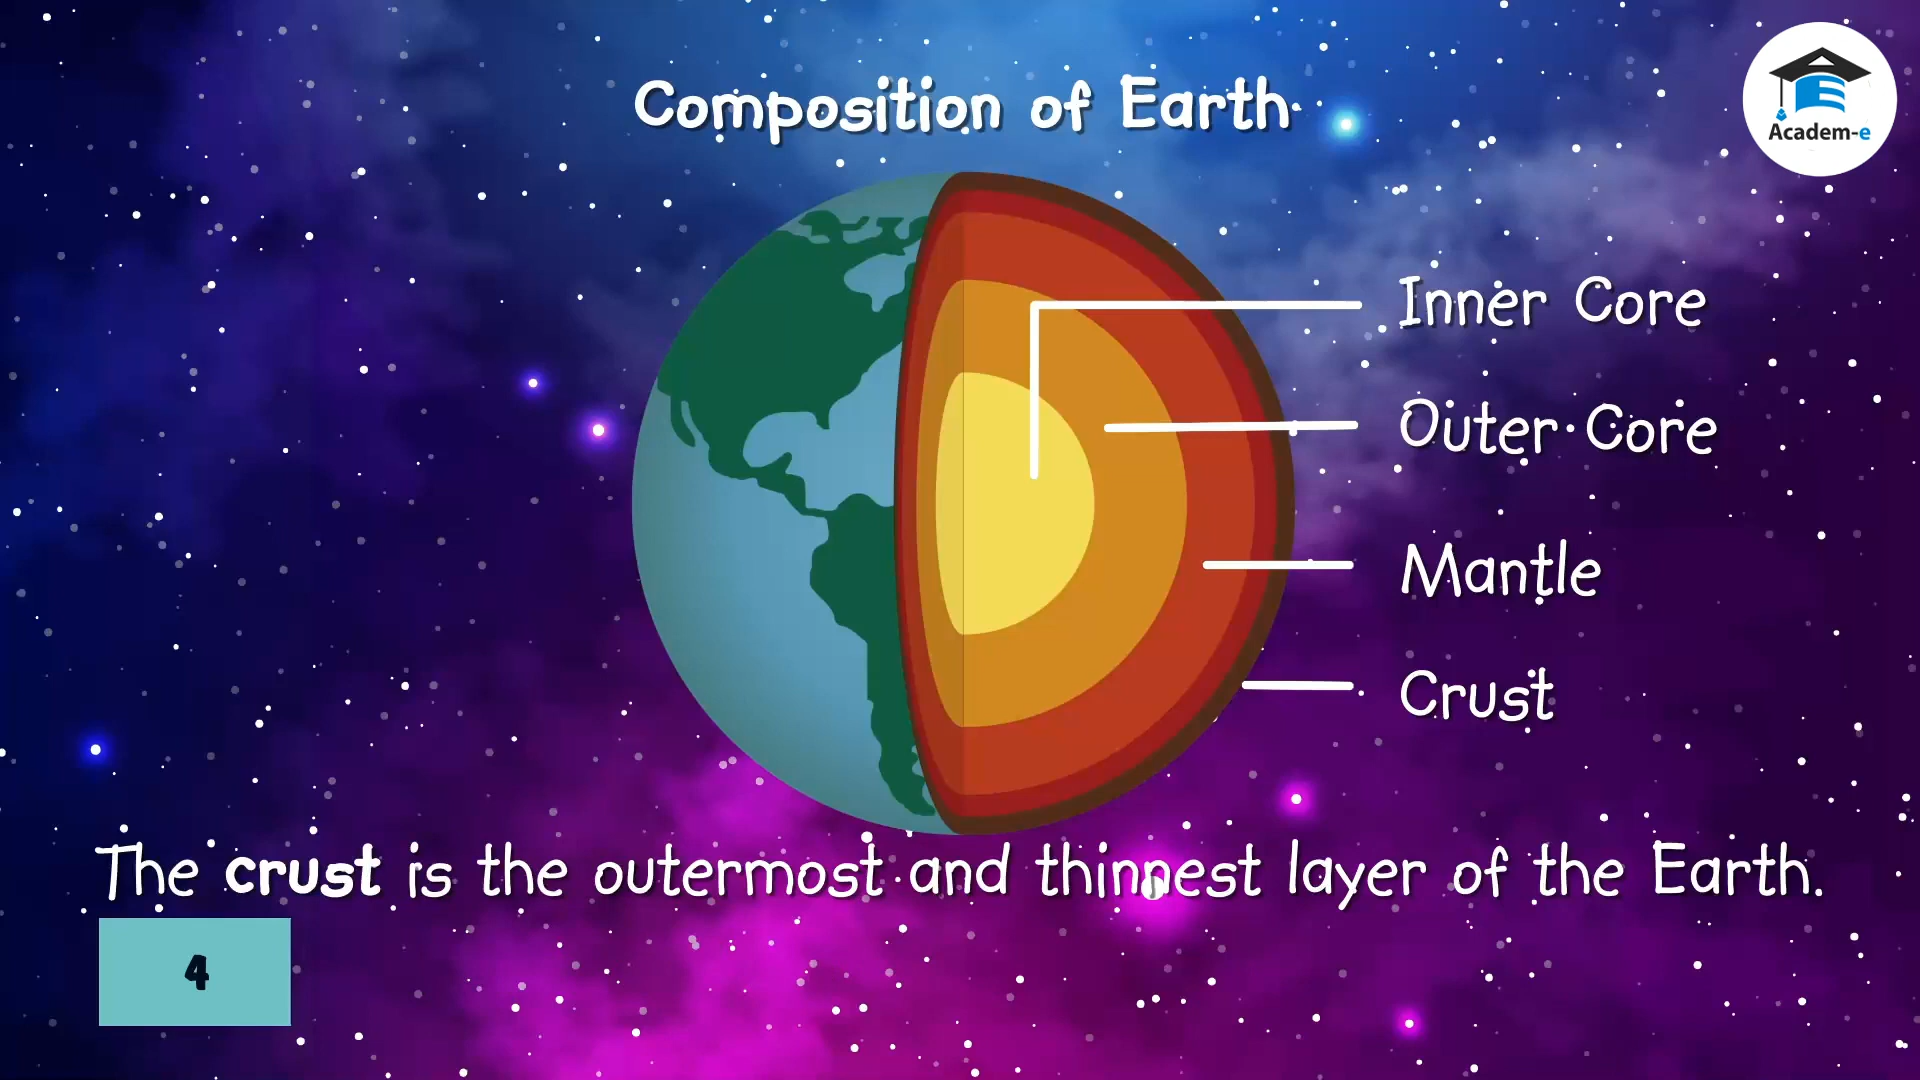 Composition of Earth
Academ-e
Inner Core
Outer Core
Mantle
Crust
The crust is the outermost and thinnest layer of the Earth.
4